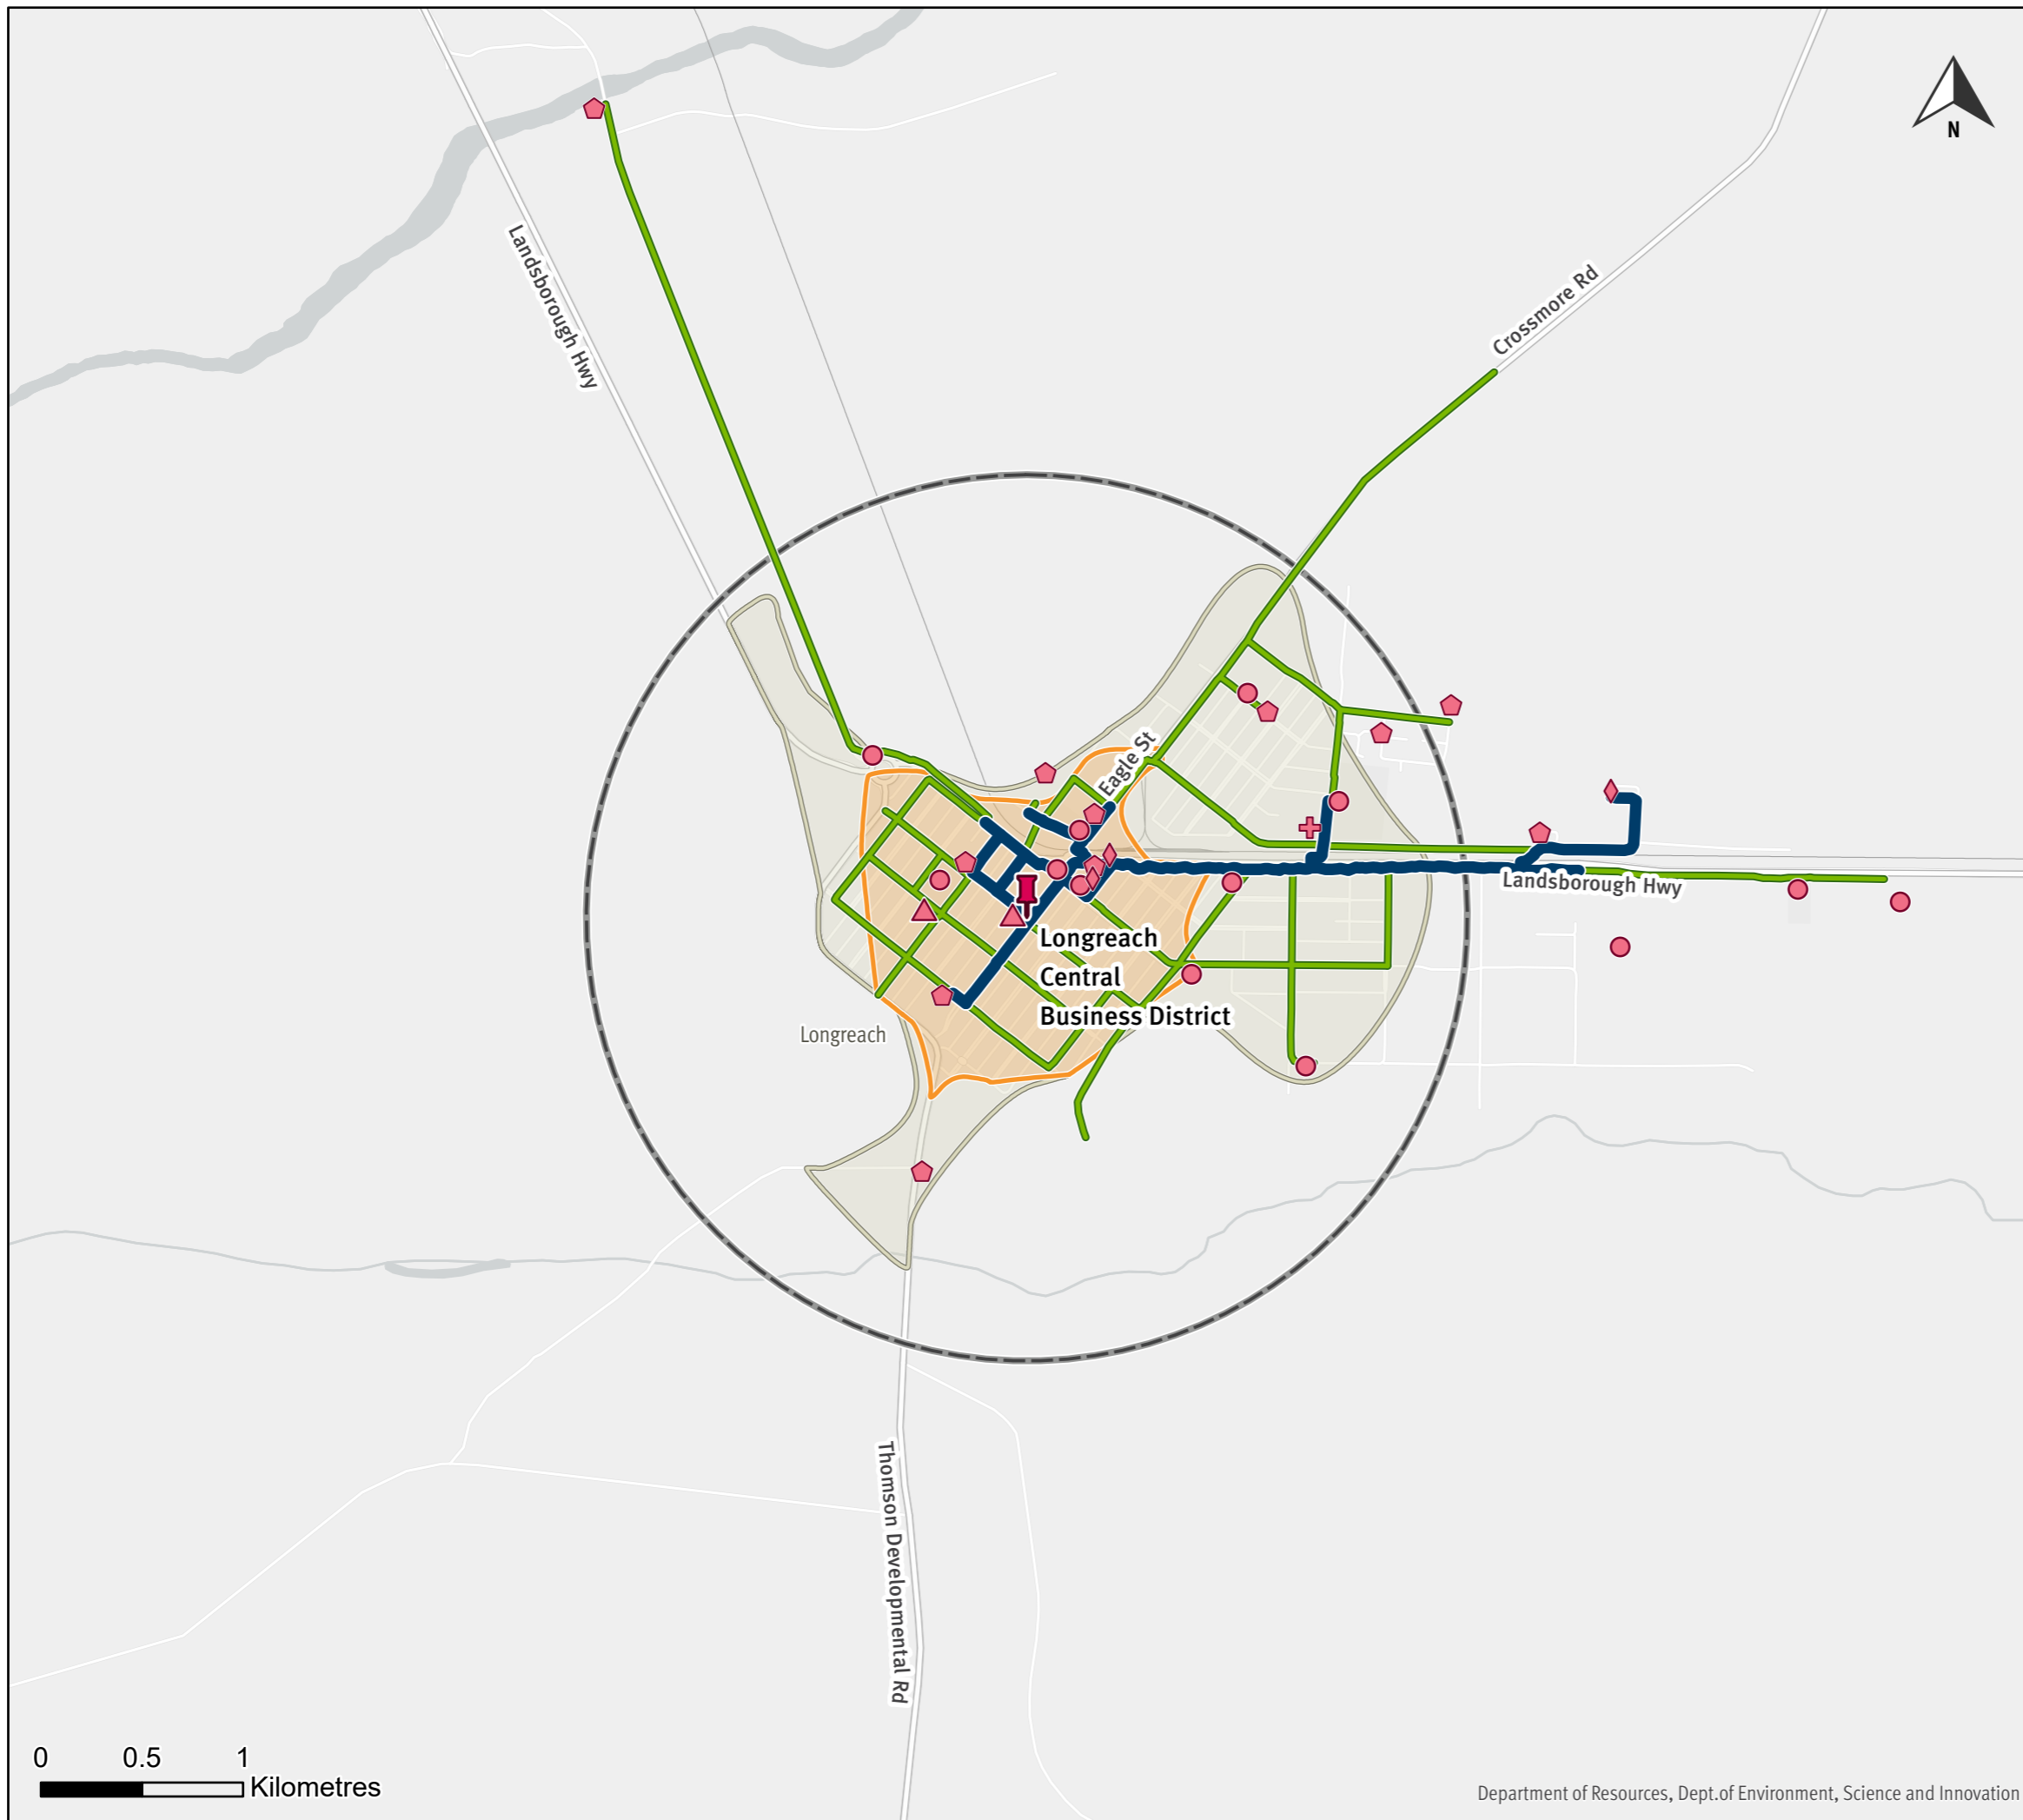 N
Landsborough Hwy
Crossmore Rd
Eagle St
Landsborough Hwy
Longreach
Central
Business District
Longreach
Thomson Developmental Rd
0 0.5 1
Kilometres
Department of Resources, Dept.of Environment, Science and Innovation